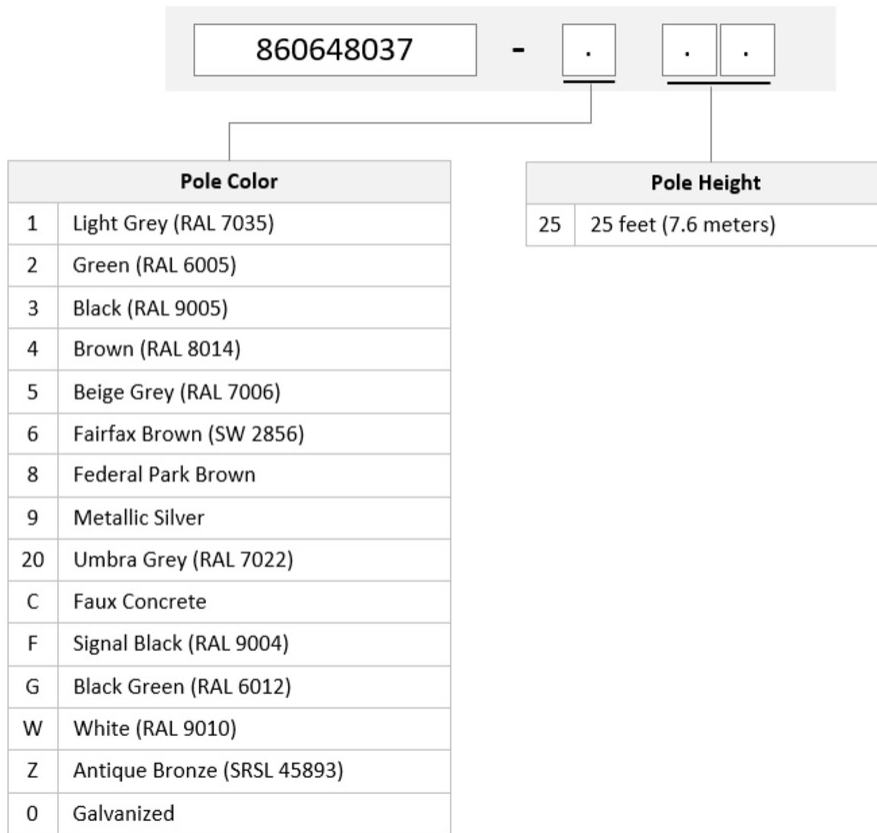 860648037 - . . .
Pole Color
1 Light Grey (RAL 7035)
2 Green (RAL 6005)
3 Black (RAL 9005)
4 Brown (RAL 8014)
5 Beige Grey (RAL 7006)
6 Fairfax Brown (SW 2856)
8 Federal Park Brown
9 Metallic Silver
20 Umbra Grey (RAL 7022)
C Faux Concrete
F Signal Black (RAL 9004)
G Black Green (RAL 6012)
W White (RAL 9010)
Z Antique Bronze (SRSL 45893)
0 Galvanized
Pole Height
25 25 feet (7.6 meters)